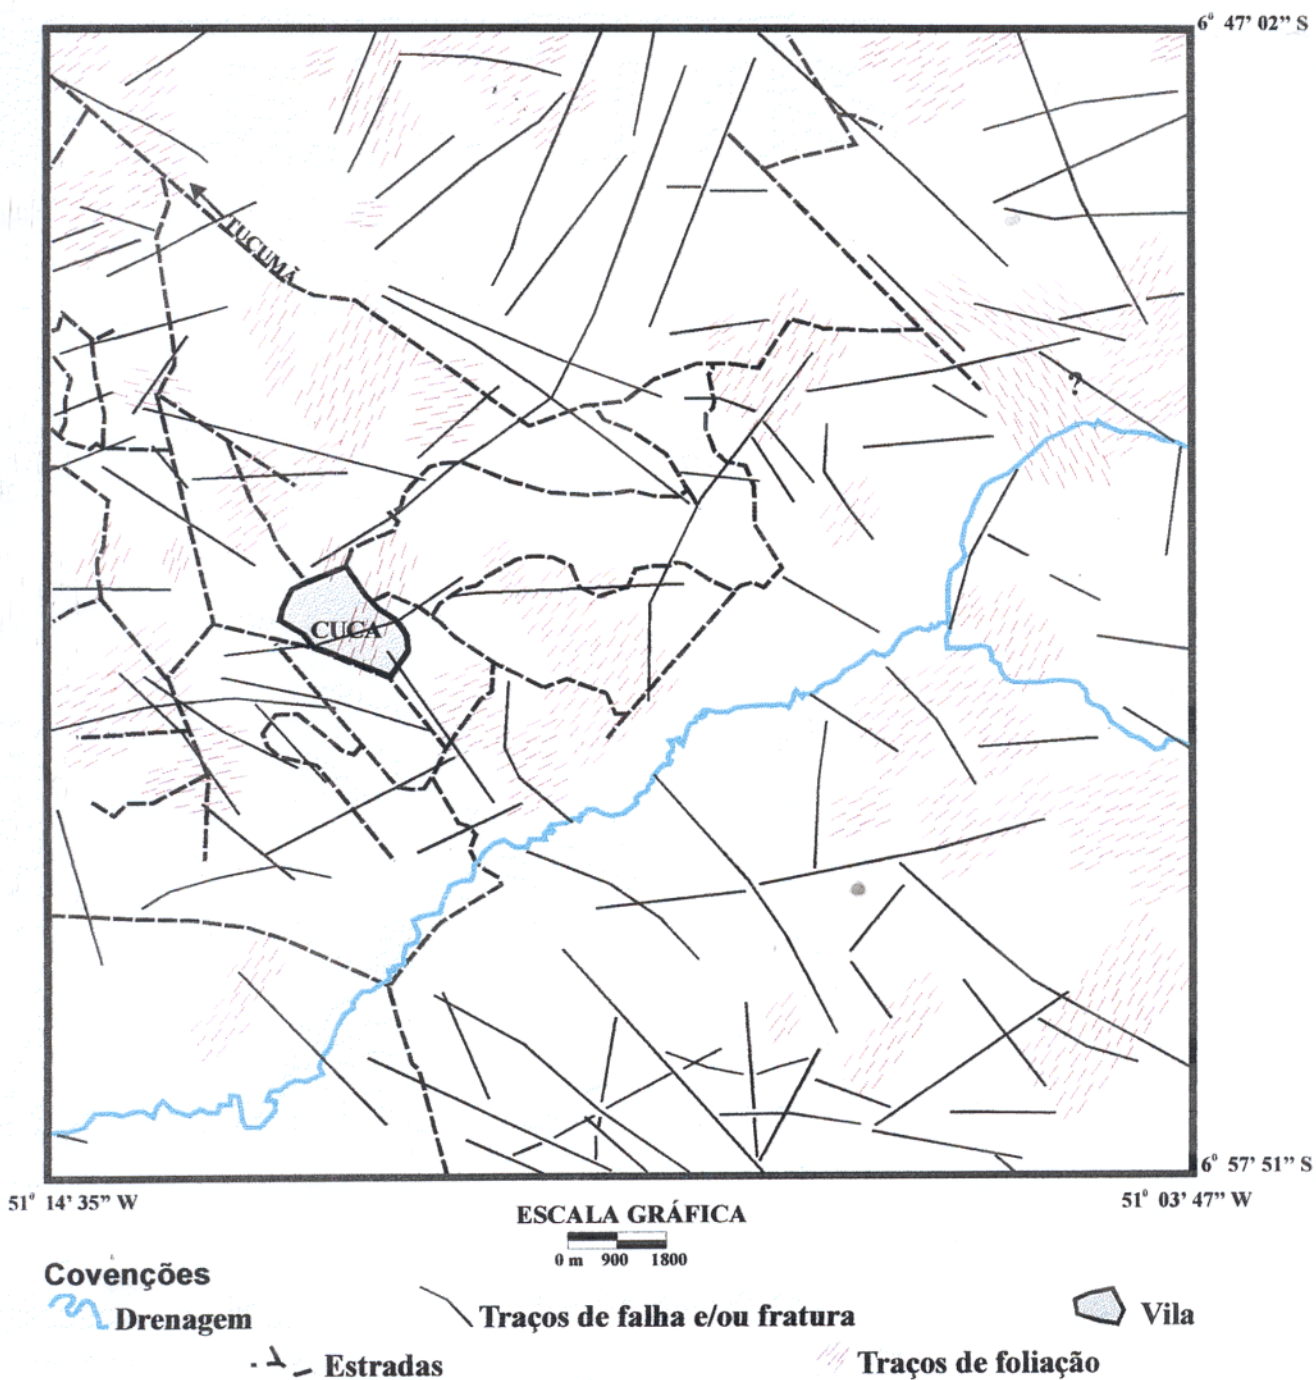 6° 47' 02” S
TUCUMÃ
?
CUCA
6° 57' 51” S
51° 14' 35” W
51° 03' 47” W
ESCALA GRÁFICA
0 m 900 1800
Covenções
Drenagem
Traços de falha e/ou fratura
Vila
Estradas
Traços de foliação